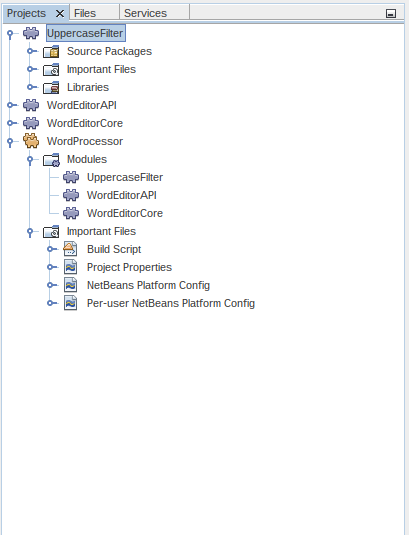 Projects Files Services
UppercaseFilter
Source Packages
Important Files
Libraries
WordEditorAPI
WordEditorCore
WordProcessor
Modules
UppercaseFilter
WordEditorAPI
WordEditorCore
Important Files
Build Script
Project Properties
NetBeans Platform Config
Per-user NetBeans Platform Config